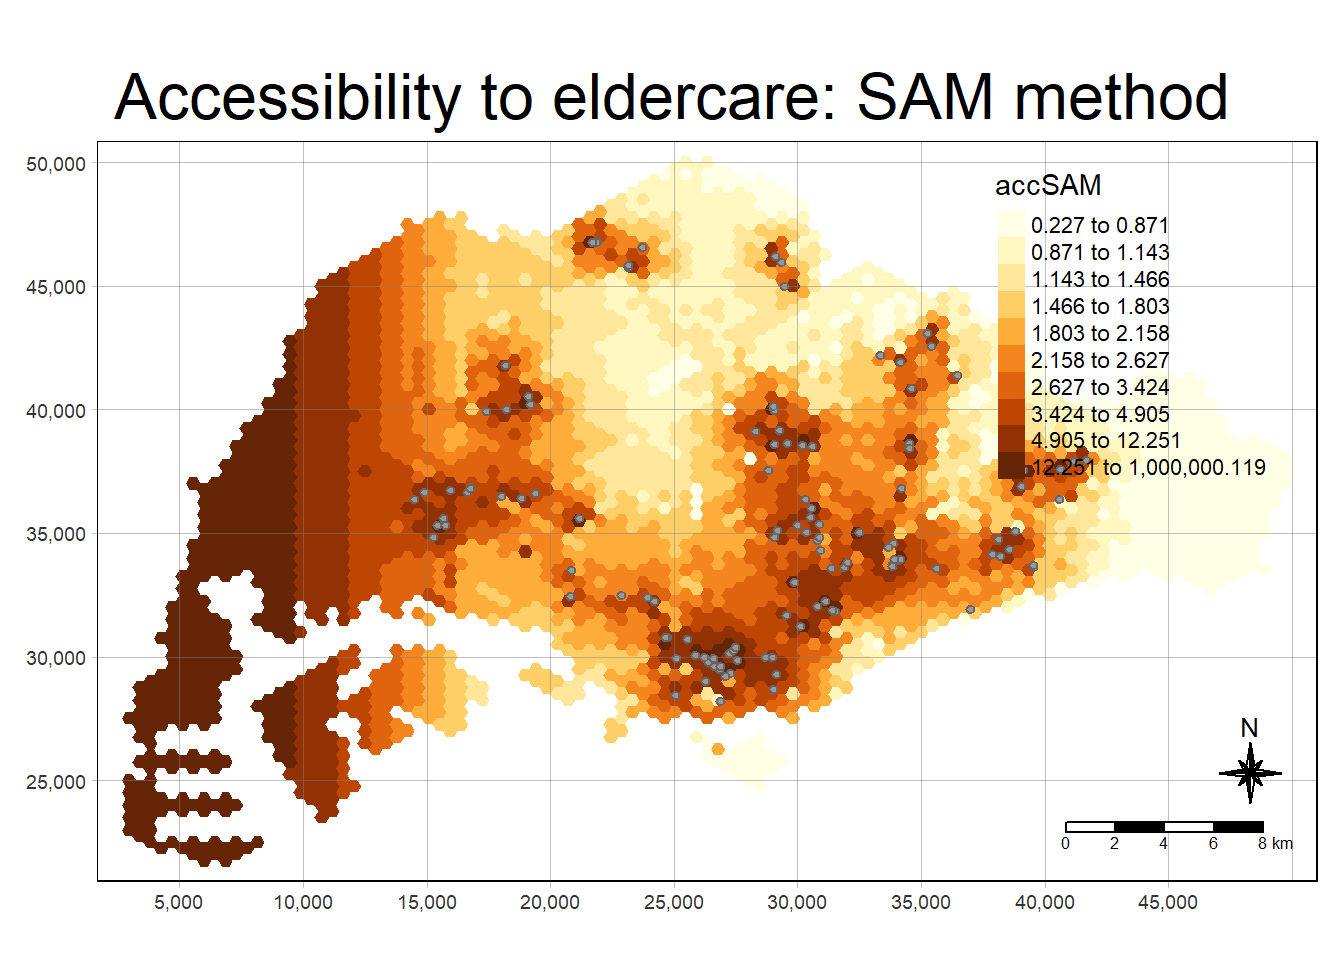 Accessibility to eldercare: SAM method
accSAM
0.227 to 0.871
0.871 to 1.143
1.143 to 1.466
1.466 to 1.803
1.803 to 2.158
2.158 to 2.627
2.627 to 3.424
3.424 to 4.905
4.905 to 12.251
12.251 to 1,000,000.119
50,000
45,000
40,000
35,000
30,000
25,000
N
0 2 4 6 8 km
5,000 10,000 15,000 20,000 25,000 30,000 35,000 40,000 45,000